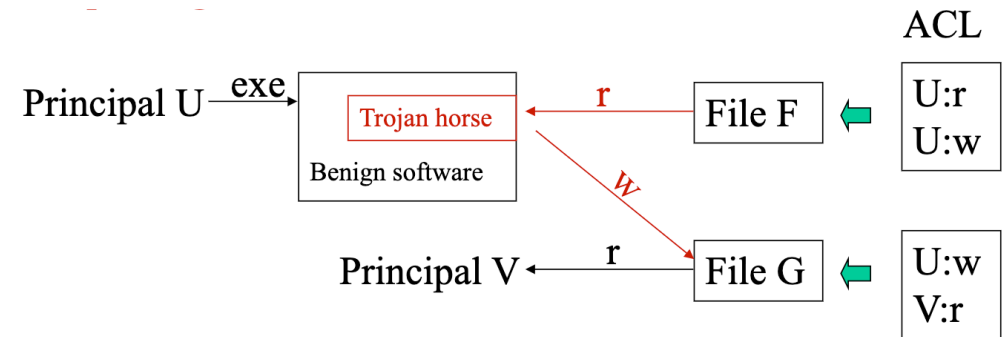 ACL
Principal U
exe
Trojan horse
Benign software
r
File F
U:r
U:w
w
Principal V
r
File G
U:w
V:r